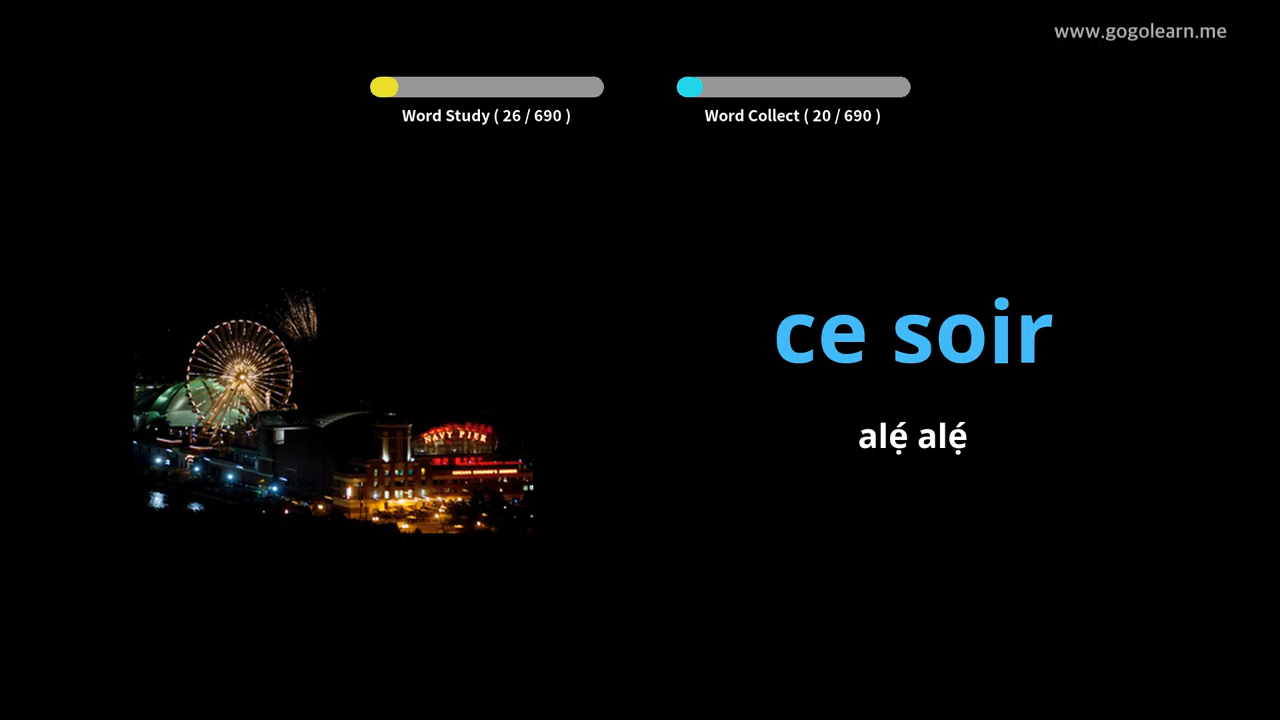 www.gogolearn.me
Word Study ( 26 / 690 )
Word Collect ( 20 / 690 )
ce soir
alẹ́ alẹ́
NAVY PIER